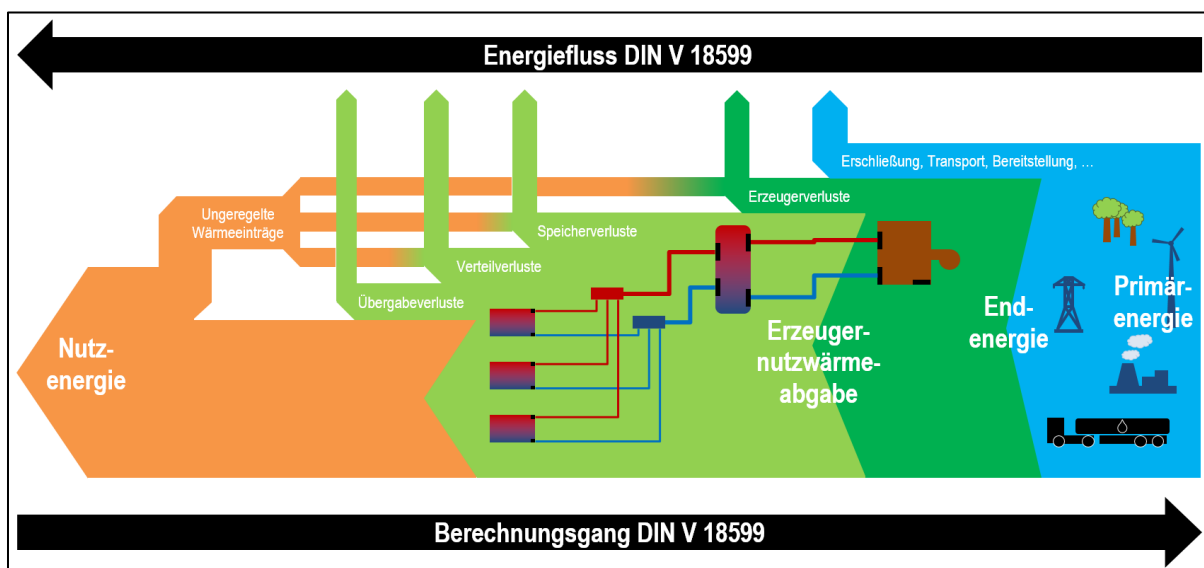 Energiefluss DIN V 18599
Erschließung, Transport, Bereitstellung, ...
Erzeugerverluste
Ungeregelte
Wärmeeinträge
Speicherverluste
Verteilverluste
Übergabeverluste
Nutz-
energie
Erzeuger-
nutzwärme-
abgabe
End-
energie
Primär-
energie
Berechnungsgang DIN V 18599